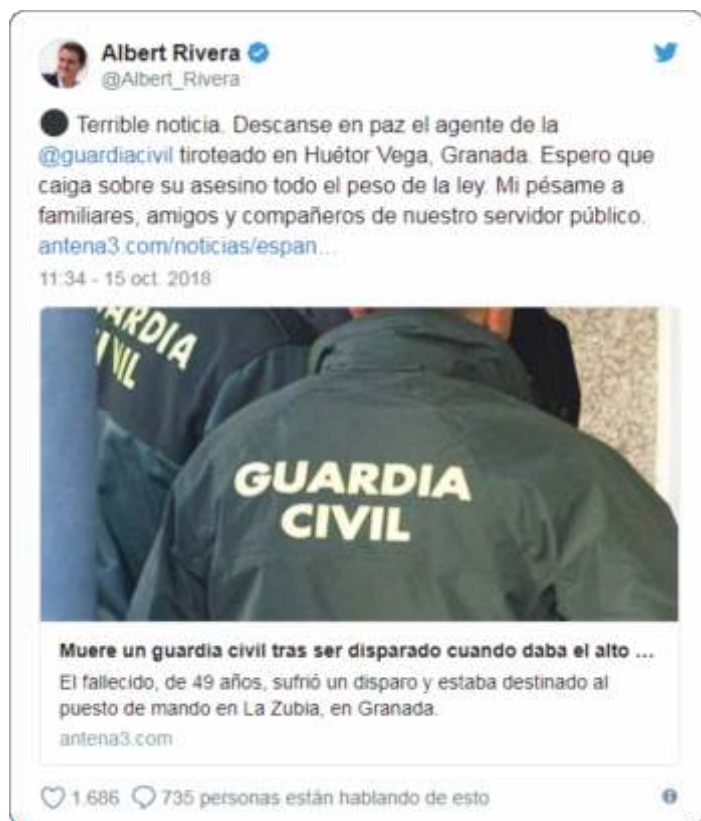 Albert Rivera
@Albert_Rivera
Terrible noticia. Descanse en paz el agente de la
@guardiacivil tiroteado en Huétor Vega, Granada. Espero que
caiga sobre su asesino todo el peso de la ley. Mi pésame a
familiares, amigos y compañeros de nuestro servidor público.
antena3.com/noticias/espan…
11:34 - 15 oct. 2018
ARDIA
VIL
GUARDIA
CIVIL
Muere un guardia civil tras ser disparado cuando daba el alto ...
El fallecido, de 49 años, sufrió un disparo y estaba destinado al
puesto de mando en La Zubia, en Granada.
antena3.com
1.686 735 personas están hablando de esto